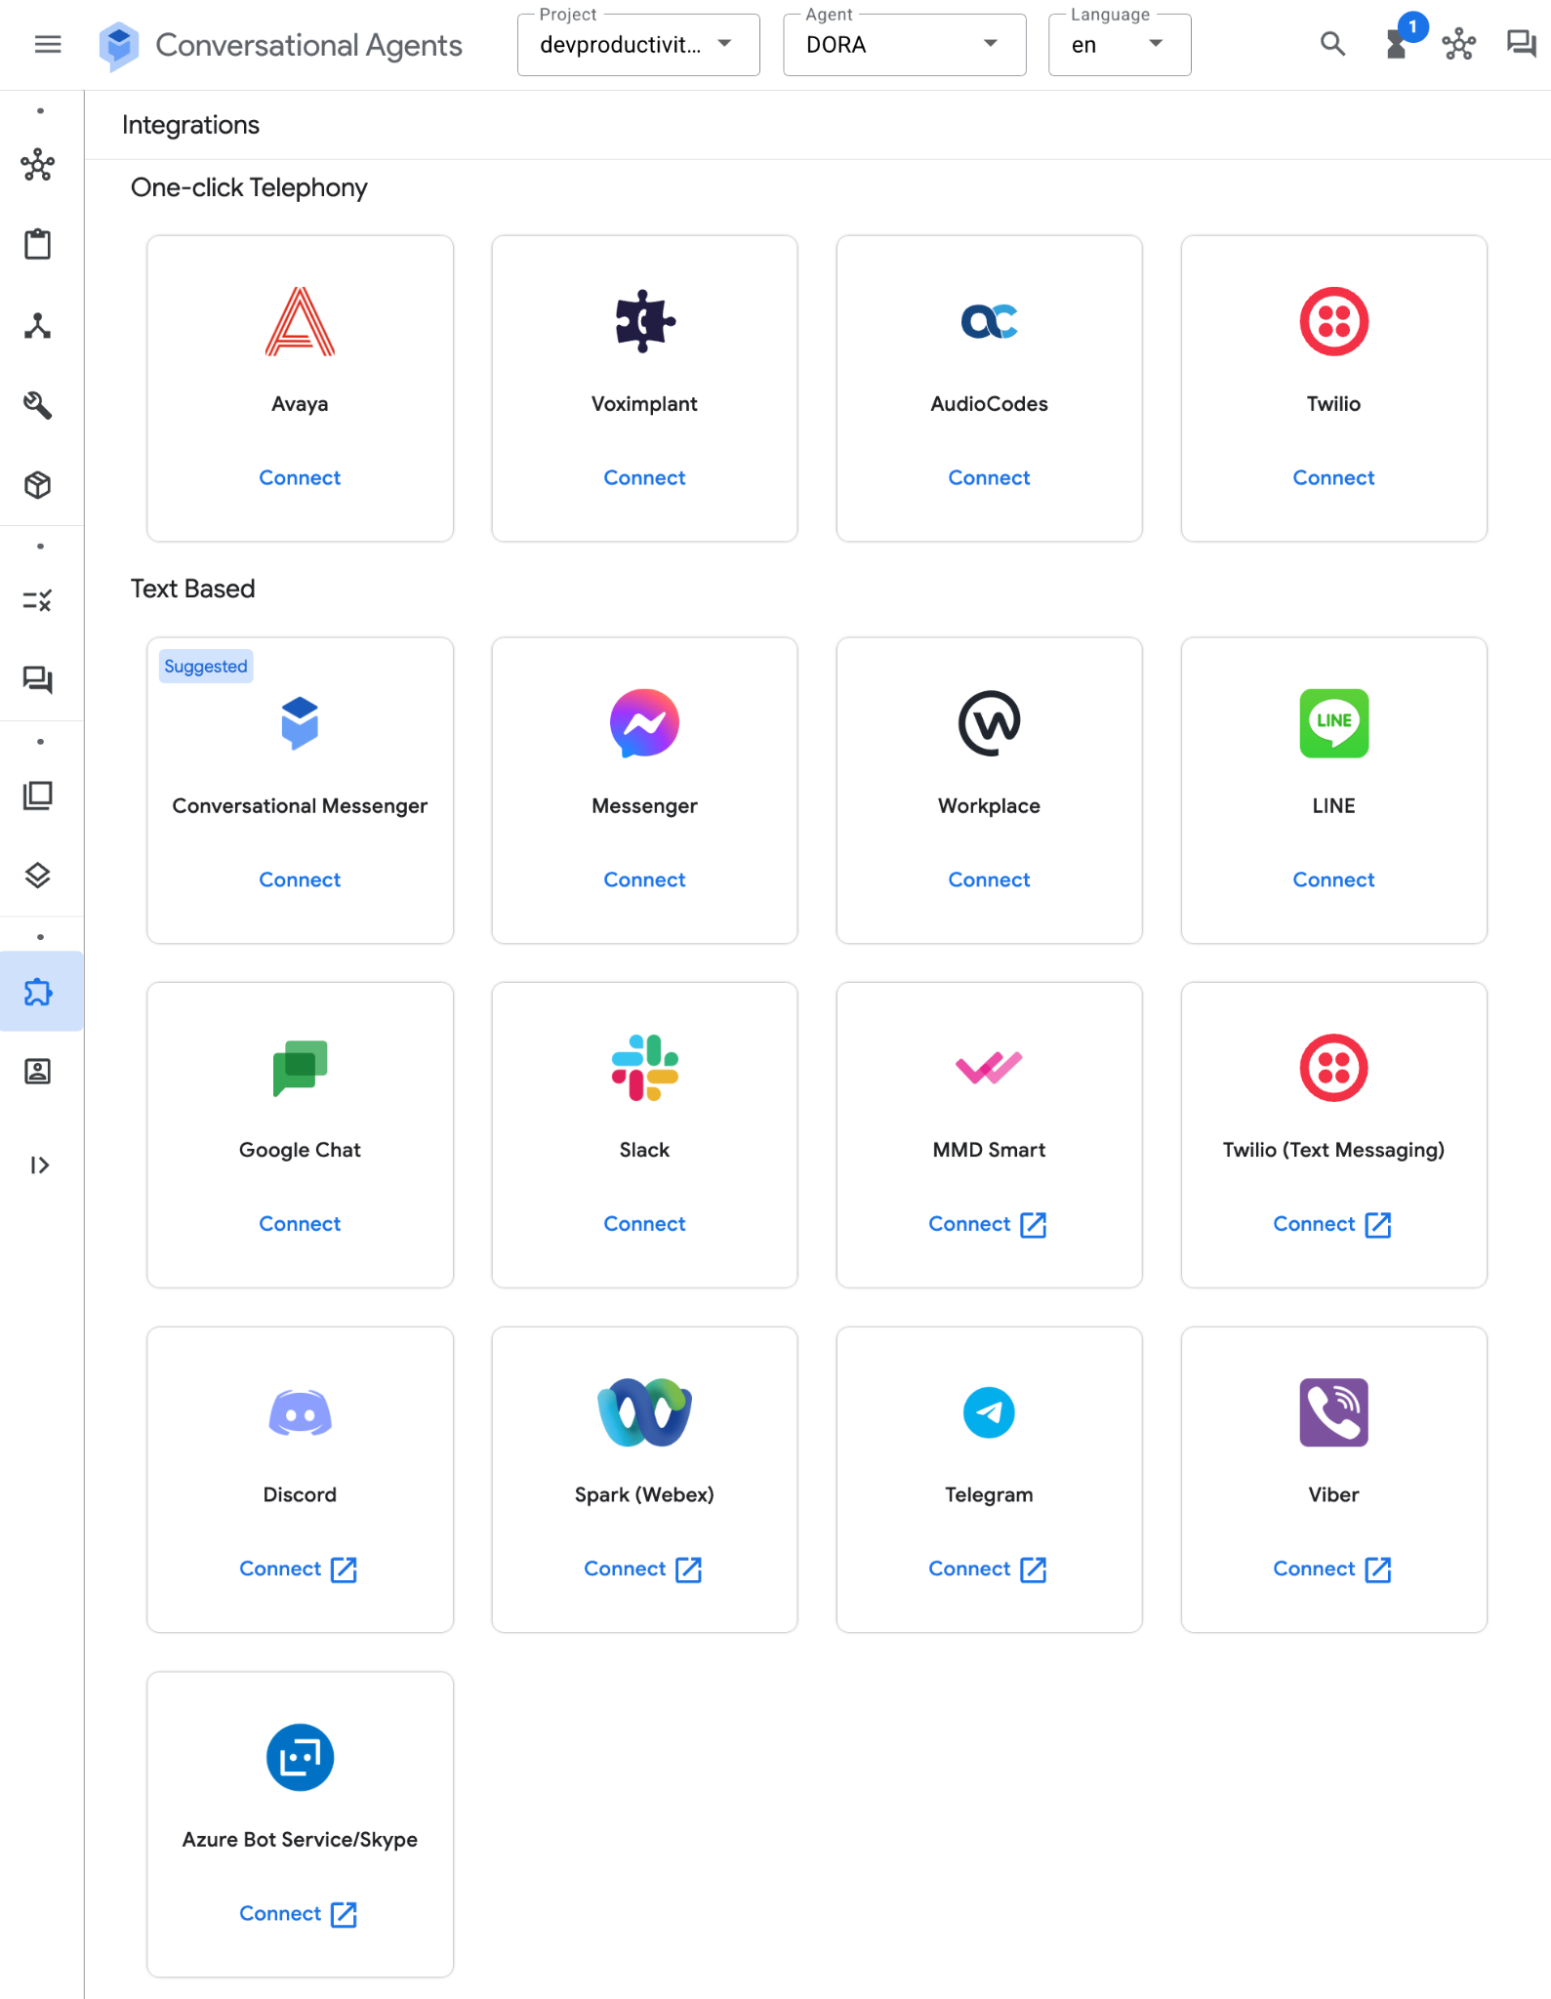 Conversational Agents
Project
devproductivit...
Agent
DORA
Language
en
1
Integrations
One-click Telephony
Avaya
Connect
Voximplant
Connect
AudioCodes
Connect
Twilio
Connect
Text Based
Suggested
Conversational Messenger
Connect
Messenger
Connect
Workplace
Connect
LINE
LINE
Connect
Google Chat
Connect
Slack
Connect
MMD Smart
Connect
Twilio (Text Messaging)
Connect
Discord
Connect
Spark (Webex)
Connect
Telegram
Connect
Viber
Connect
Azure Bot Service/Skype
Connect